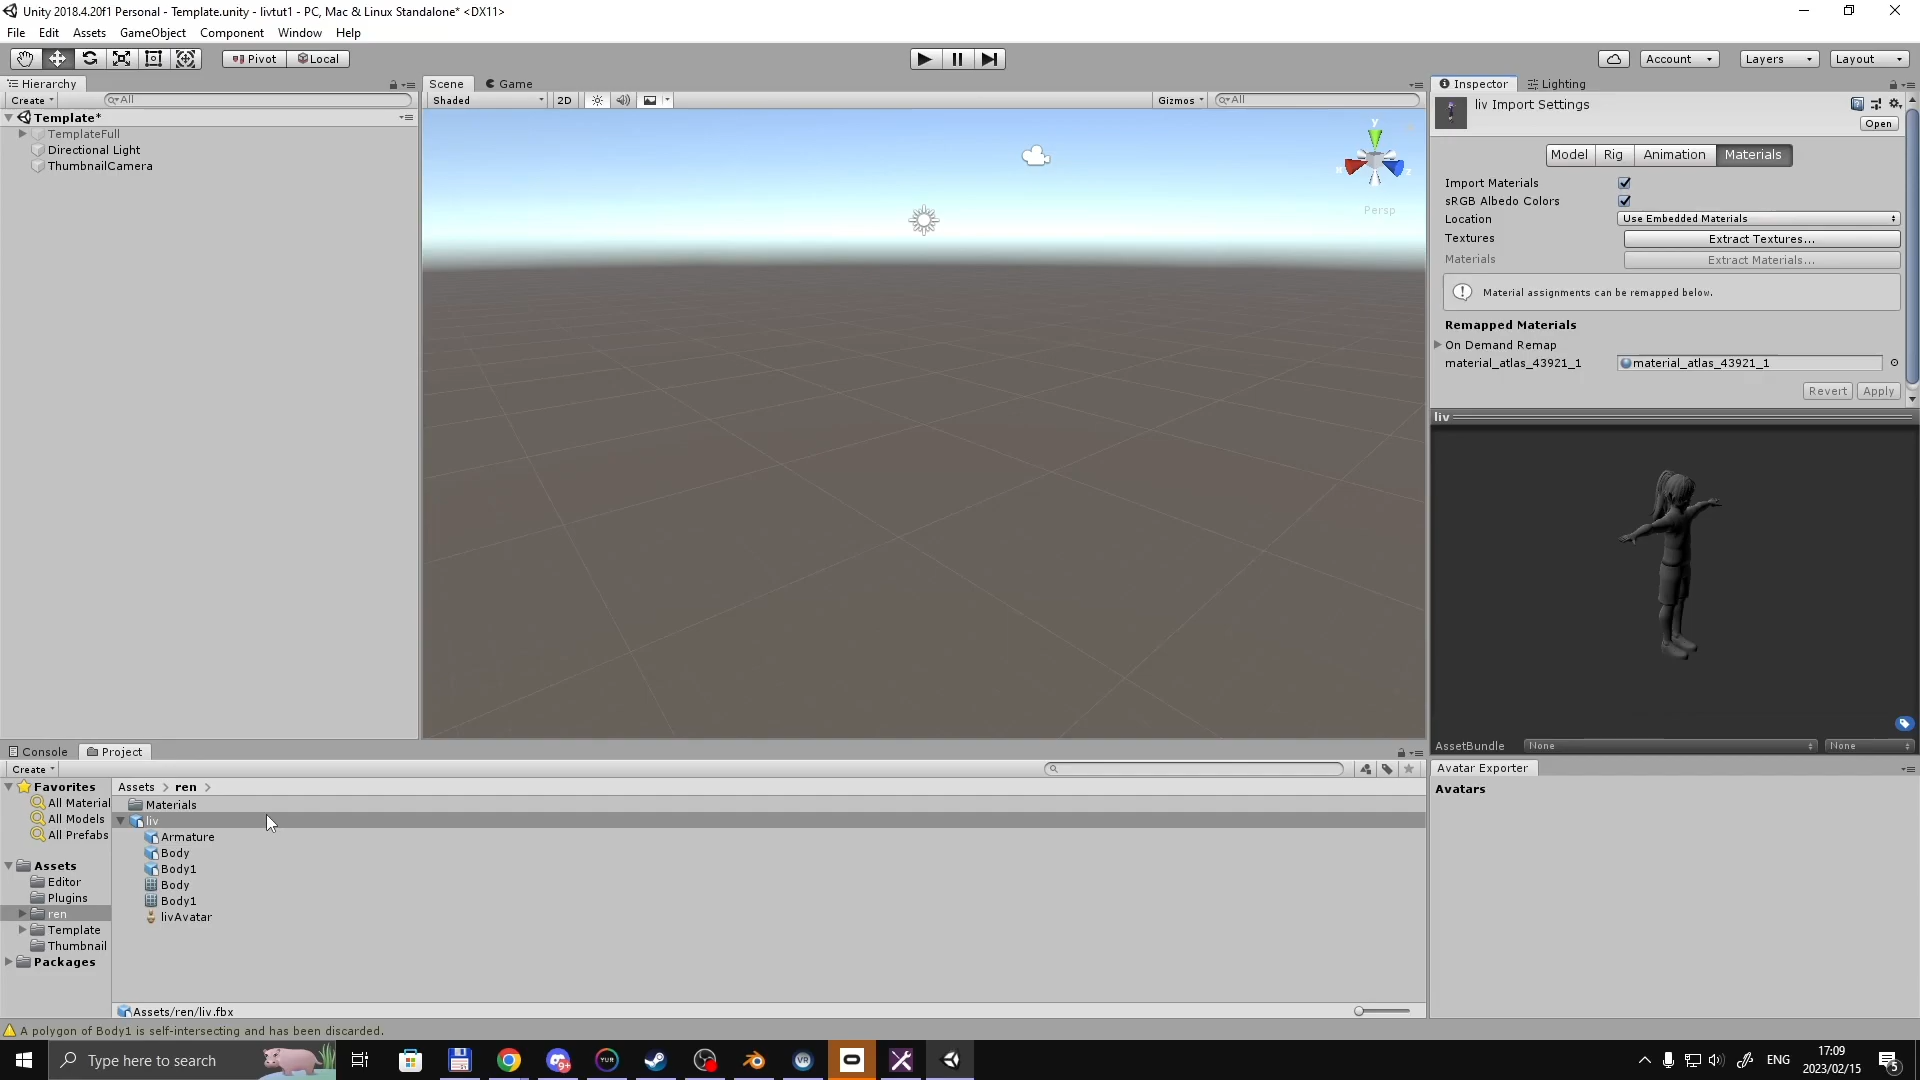 Unity 2018.4.20f1 Personal - Template.unity - livtut1 - PC, Mac & Linux Standalone* <DX11>
File Edit Assets GameObject Component Window Help
Pivot Local Account Layers Layout
Hierarchy
Create All
Template*
TemplateFull
Directional Light
ThumbnailCamera
Scene Game
Shaded 2D Gizmos All
y
x z
Persp
Inspector Lighting
liv Import Settings
Open
Model Rig Animation Materials
Import Materials
sRGB Albedo Colors
Location Use Embedded Materials
Textures Extract Textures...
Materials Extract Materials...
Material assignments can be remapped below.
Remapped Materials
On Demand Remap
material_atlas_43921_1 material_atlas_43921_1
Revert Apply
liv
AssetBundle None None
Avatar Exporter
Avatars
Console Project
Create
Favorites
All Material
All Models
All Prefabs
Assets
Editor
Plugins
ren
Template
Thumbnail
Packages
Assets > ren >
Materials
liv
Armature
Body
Body1
Body
Body1
livAvatar
Assets/ren/liv.fbx
A polygon of Body1 is self-intersecting and has been discarded.
Type here to search
9+
YUR
VR
ENG
17:09
2023/02/15
5